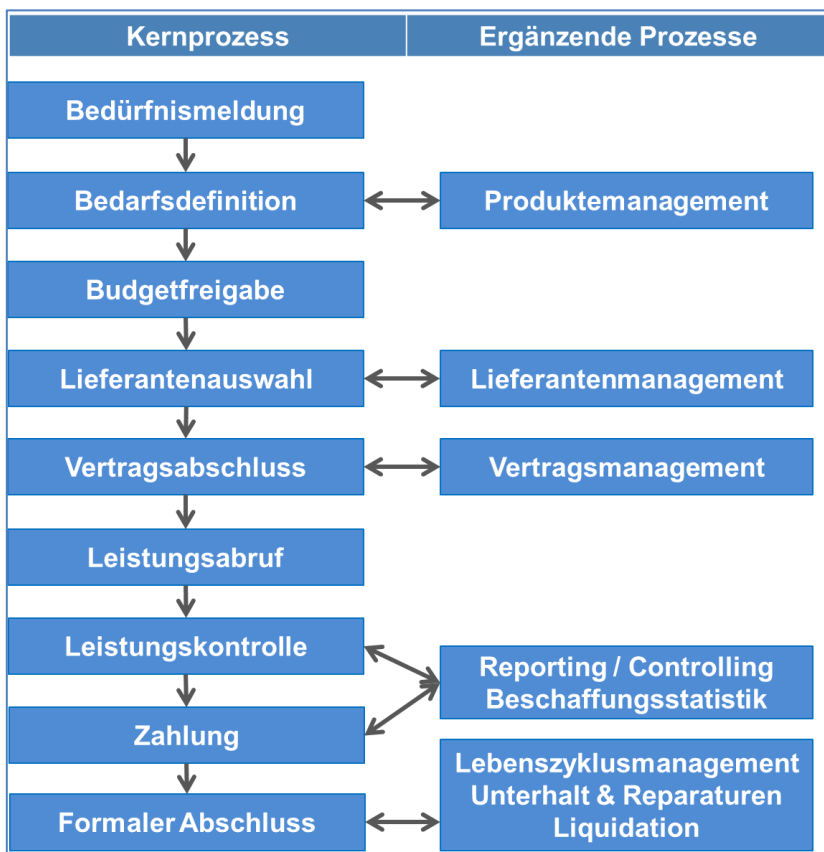 Kernprozess
Ergänzende Prozesse
Bedürfnismeldung
Bedarfsdefinition
Produktemanagement
Budgetfreigabe
Lieferantenauswahl
Lieferantenmanagement
Vertragsabschluss
Vertragsmanagement
Leistungsabruf
Leistungskontrolle
Reporting / Controlling
Beschaffungsstatistik
Zahlung
Lebenszyklusmanagement
Unterhalt & Reparaturen
Liquidation
Formaler Abschluss